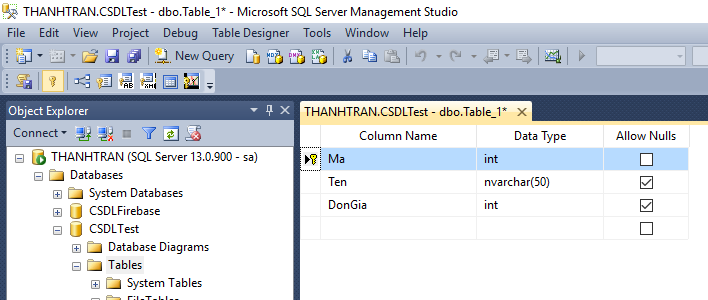 THANHTRAN.CSDLTest - dbo.Table_1* - Microsoft SQL Server Management Studio
File Edit View Project Debug Table Designer Tools Window Help
New Query
Object Explorer
Connect
THANHTRAN (SQL Server 13.0.900 - sa)
Databases
System Databases
CSDLFirebase
CSDLTest
Database Diagrams
Tables
System Tables
FileTables
THANHTRAN.CSDLTest - dbo.Table_1*
Column Name Data Type Allow Nulls
Ma int
Ten nvarchar(50)
DonGia int